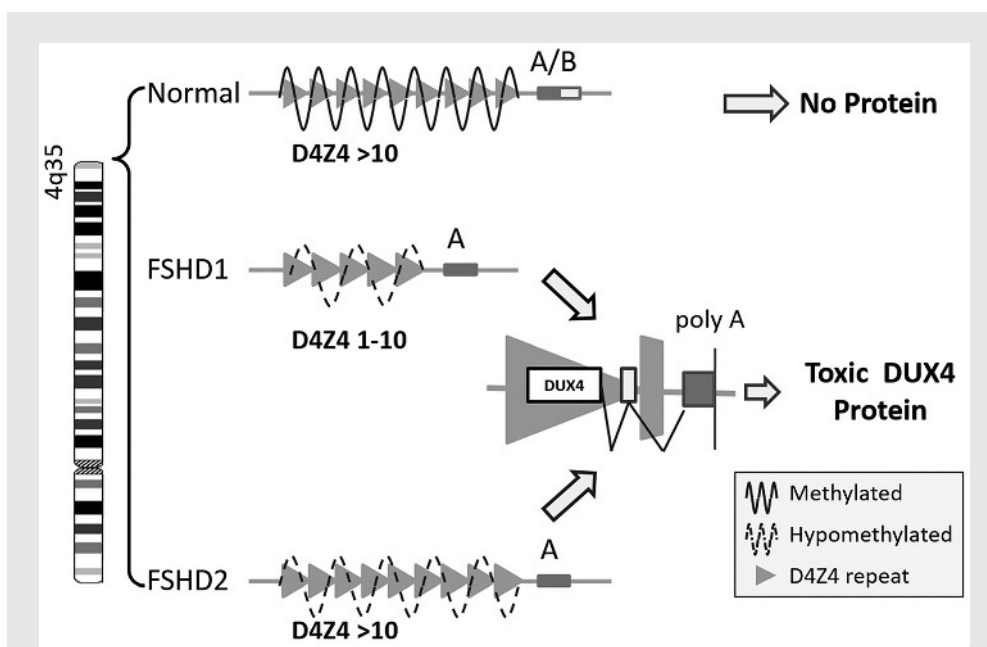 4q35
Normal
A/B
D4Z4 >10
No Protein
FSHD1
A
D4Z4 1-10
DUX4
poly A
Toxic DUX4
Protein
FSHD2
A
D4Z4 >10
Methylated
Hypomethylated
D4Z4 repeat